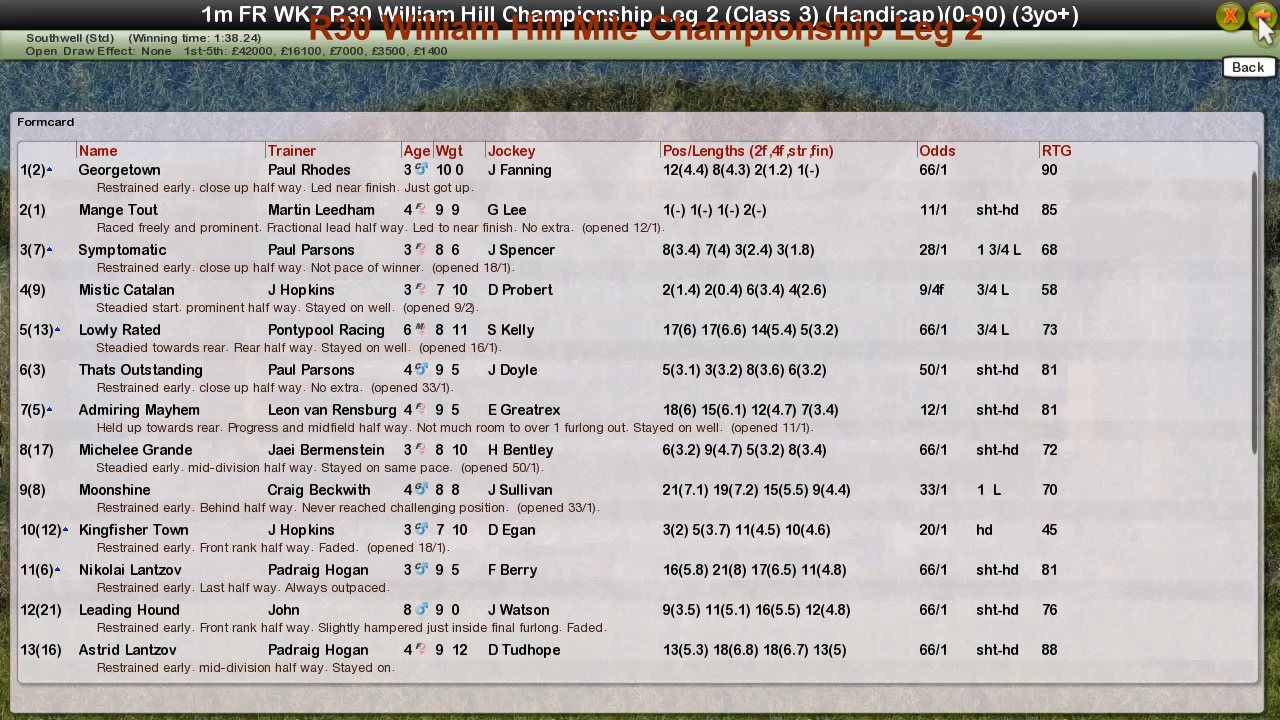 1m FR WK7 R30 William Hill Championship Leg 2 (Class 3) (Handicap)(0-90) (3yo+)
R30 William Hill Mile Championship Leg 2
Southwell (Std) (Winning time: 1:38.24)
Open Draw Effect: None 1st-5th: £42000, £16100, £7000, £3500, £1400
X
Back
Formcard
Name Trainer Age Wgt Jockey Pos/Lengths (2f,4f,str,fin) Odds RTG
1(2) Georgetown Paul Rhodes 3 10 0 J Fanning 12(4.4) 8(4.3) 2(1.2) 1(-) 66/1 90
Restrained early. close up half way. Led near finish. Just got up.
2(1) Mange Tout Martin Leedham 4 9 9 G Lee 1(-) 1(-) 1(-) 2(-) 11/1 sht-hd 85
Raced freely and prominent. Fractional lead half way. Led to near finish. No extra. (opened 12/1).
3(7) Symptomatic Paul Parsons 3 8 6 J Spencer 8(3.4) 7(4) 3(2.4) 3(1.8) 28/1 1 3/4 L 68
Restrained early. close up half way. Not pace of winner. (opened 18/1).
4(9) Mistic Catalan J Hopkins 3 7 10 D Probert 2(1.4) 2(0.4) 6(3.4) 4(2.6) 9/4f 3/4 L 58
Steadied start. prominent half way. Stayed on well. (opened 9/2).
5(13) Lowly Rated Pontypool Racing 6 8 11 S Kelly 17(6) 17(6.6) 14(5.4) 5(3.2) 66/1 3/4 L 73
Steadied towards rear. Rear half way. Stayed on well. (opened 16/1).
6(3) Thats Outstanding Paul Parsons 4 9 5 J Doyle 5(3.1) 3(3.2) 8(3.6) 6(3.2) 50/1 sht-hd 81
Restrained early. close up half way. No extra. (opened 33/1).
7(5) Admiring Mayhem Leon van Rensburg 4 9 5 E Greatrex 18(6) 15(6.1) 12(4.7) 7(3.4) 12/1 sht-hd 81
Held up towards rear. Progress and midfield half way. Not much room to over 1 furlong out. Stayed on well. (opened 11/1).
8(17) Michelee Grande Jaei Bermenstein 3 8 10 H Bentley 6(3.2) 9(4.7) 5(3.2) 8(3.4) 66/1 sht-hd 72
Steadied early. mid-division half way. Stayed on same pace. (opened 50/1).
9(8) Moonshine Craig Beckwith 4 8 8 J Sullivan 21(7.1) 19(7.2) 15(5.5) 9(4.4) 33/1 1 L 70
Restrained early. Behind half way. Never reached challenging position. (opened 33/1).
10(12) Kingfisher Town J Hopkins 3 7 10 D Egan 3(2) 5(3.7) 11(4.5) 10(4.6) 20/1 hd 45
Restrained early. Front rank half way. Faded. (opened 18/1).
11(6) Nikolai Lantzov Padraig Hogan 3 9 5 F Berry 16(5.8) 21(8) 17(6.5) 11(4.8) 66/1 sht-hd 81
Restrained early. Last half way. Always outpaced.
12(21) Leading Hound John 8 9 0 J Watson 9(3.5) 11(5.1) 16(5.5) 12(4.8) 66/1 sht-hd 76
Restrained early. Front rank half way. Slightly hampered just inside final furlong. Faded.
13(16) Astrid Lantzov Padraig Hogan 4 9 12 D Tudhope 13(5.3) 18(6.8) 18(6.7) 13(5) 66/1 sht-hd 88
Restrained early. mid-division half way. Stayed on.